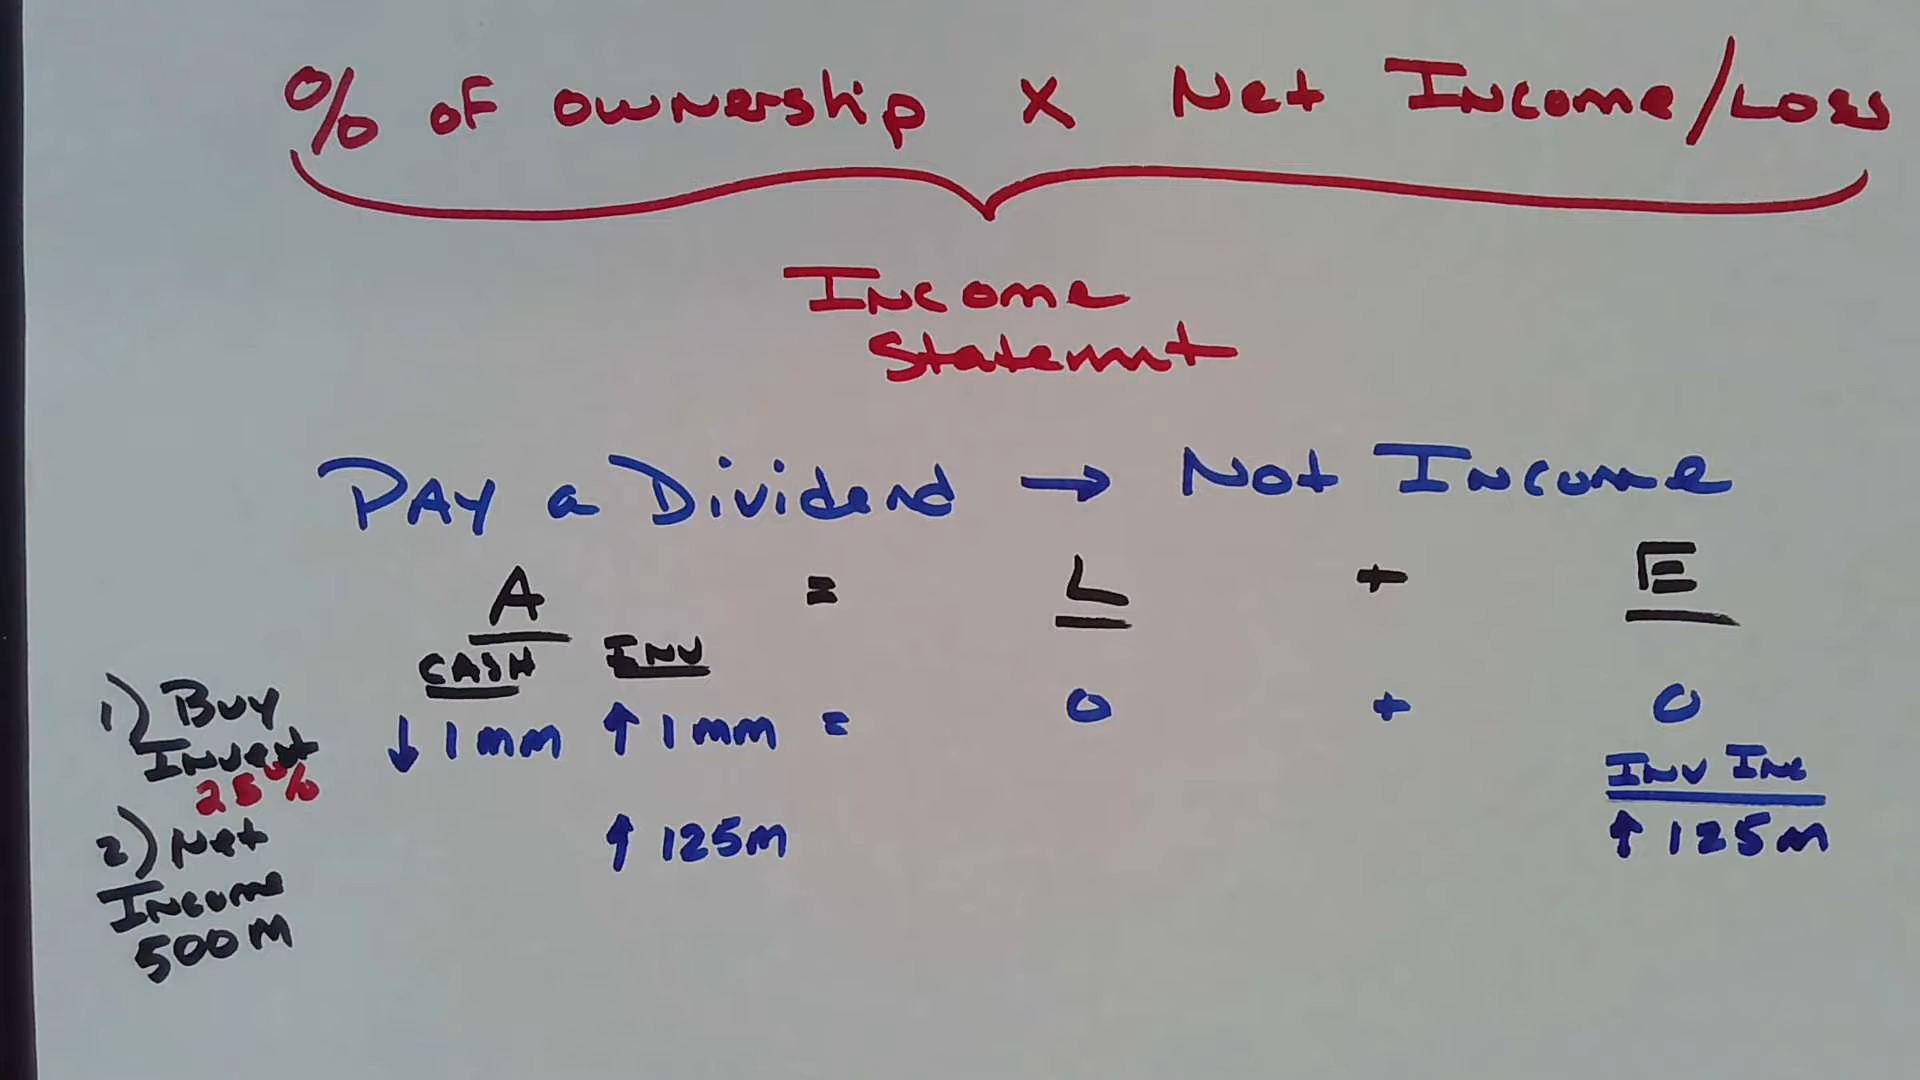 % of ownership x Net Income/Loss
Income
Statemnt
Pay a Dividend → Not Income
A = L + E
CASH INV
1) Buy
Invest
25%
↓ 1mm ↑ 1mm = 0 + 0
INV INC
2) Net
Income
500M
↑ 125m ↑ 125m